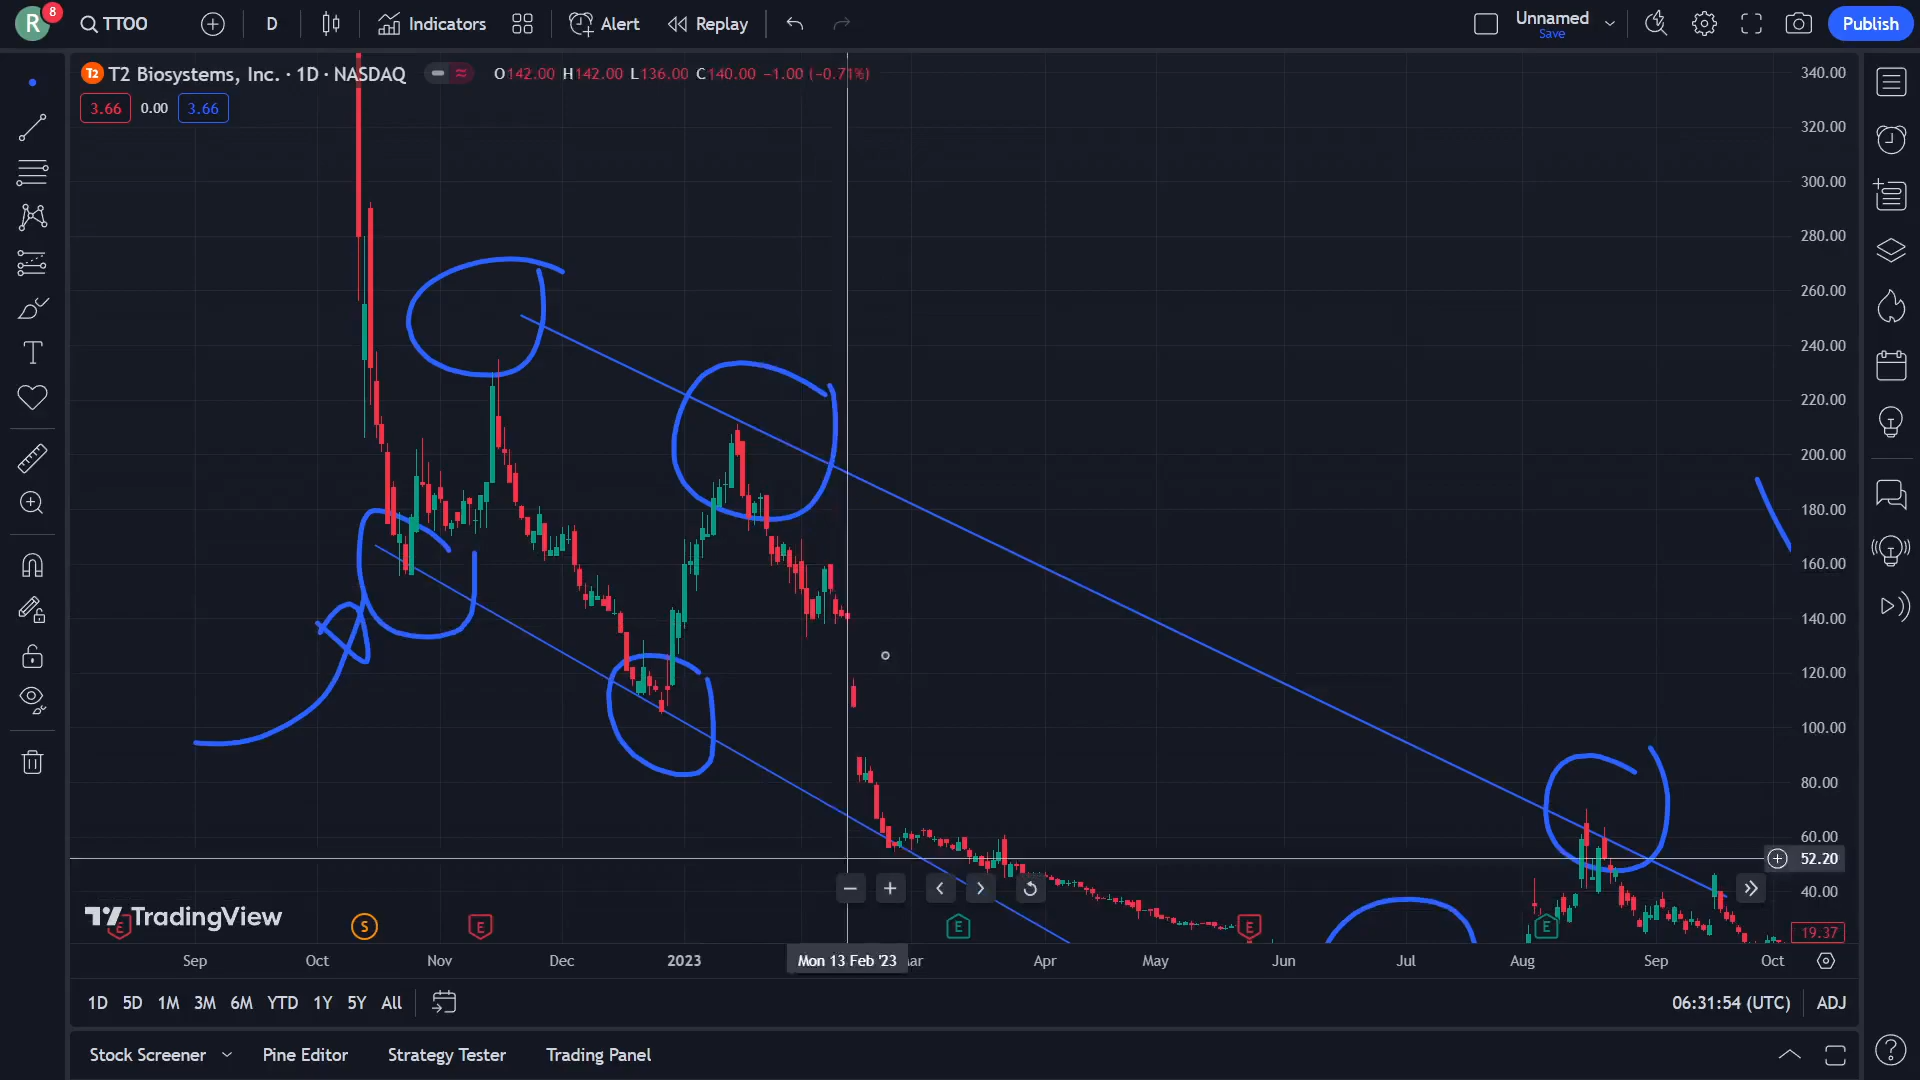 R 8 TTOO D Indicators Alert Replay Unnamed Save Publish
T2 T2 Biosystems, Inc. · 1D · NASDAQ O142.00 H142.00 L136.00 C140.00 −1.00 (−0.71%)
3.66 0.00 3.66
340.00
320.00
300.00
280.00
260.00
240.00
220.00
200.00
180.00
160.00
140.00
120.00
100.00
80.00
60.00
52.20
40.00
19.37
TradingView
E S E E E E
Sep Oct Nov Dec 2023 Mon 13 Feb '23 Apr May Jun Jul Aug Sep Oct
1D 5D 1M 3M 6M YTD 1Y 5Y All 06:31:54 (UTC) ADJ
Stock Screener Pine Editor Strategy Tester Trading Panel